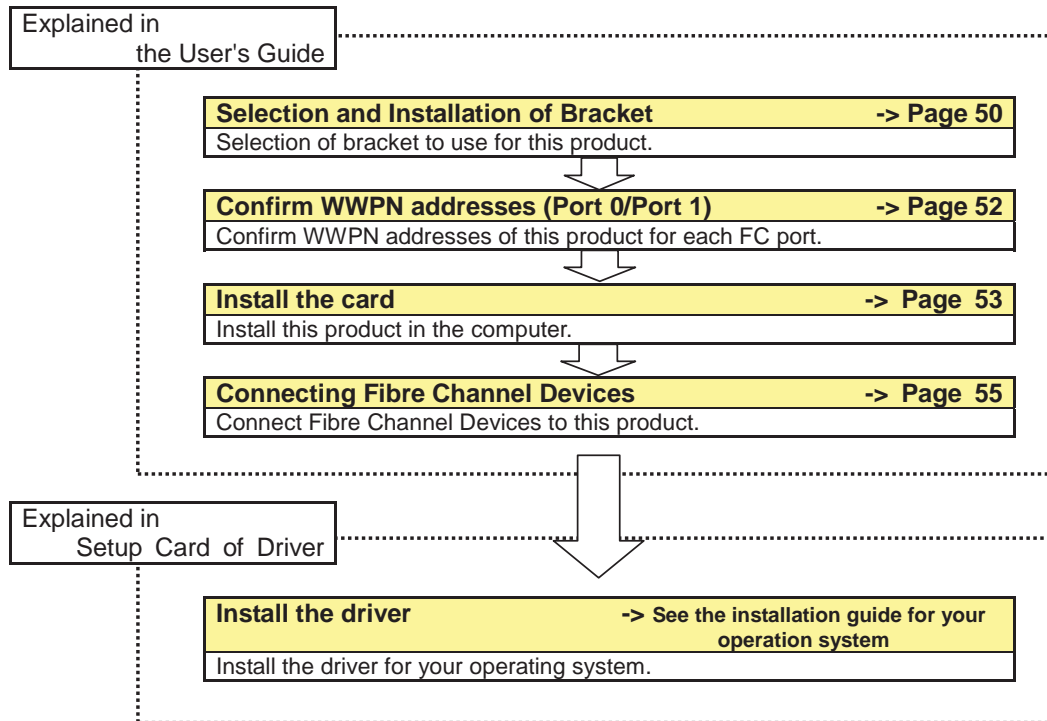 Explained in
the User's Guide
Selection and Installation of Bracket -> Page 50
Selection of bracket to use for this product.
Confirm WWPN addresses (Port 0/Port 1) -> Page 52
Confirm WWPN addresses of this product for each FC port.
Install the card -> Page 53
Install this product in the computer.
Connecting Fibre Channel Devices -> Page 55
Connect Fibre Channel Devices to this product.
Explained in
Setup Card of Driver
Install the driver -> See the installation guide for your
operation system
Install the driver for your operating system.